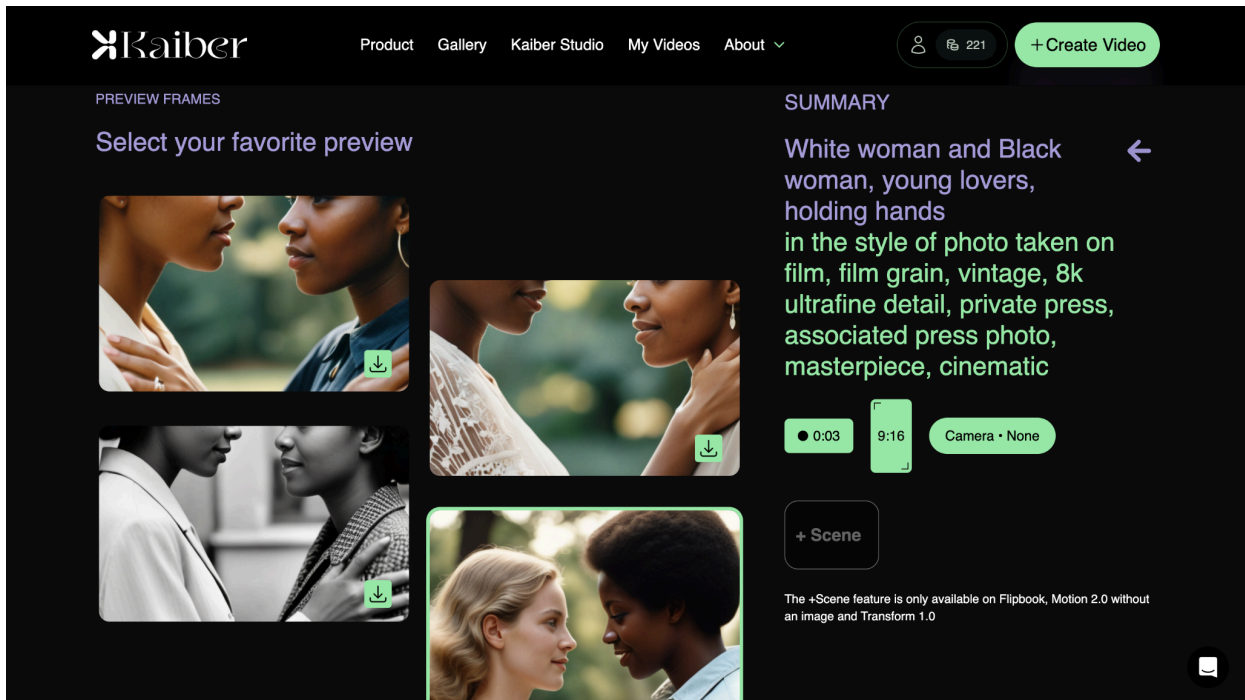 Kaiber
Product
Gallery
Kaiber Studio
My Videos
About
221
+Create Video
PREVIEW FRAMES
Select your favorite preview
SUMMARY
White woman and Black
woman, young lovers,
holding hands
in the style of photo taken on
film, film grain, vintage, 8k
ultrafine detail, private press,
associated press photo,
masterpiece, cinematic
0:03
9:16
Camera • None
+ Scene
The +Scene feature is only available on Flipbook, Motion 2.0 without
an image and Transform 1.0